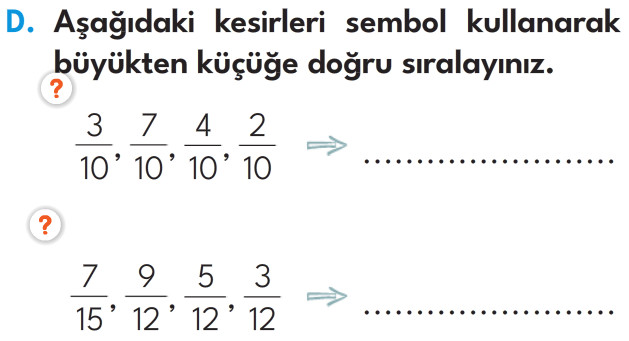 D. Aşağıdaki kesirleri sembol kullanarak
büyükten küçüğe doğru sıralayınız.
?
3/10, 7/10, 4/10, 2/10 ⇒ ........................
?
7/15, 9/12, 5/12, 3/12 ⇒ ........................